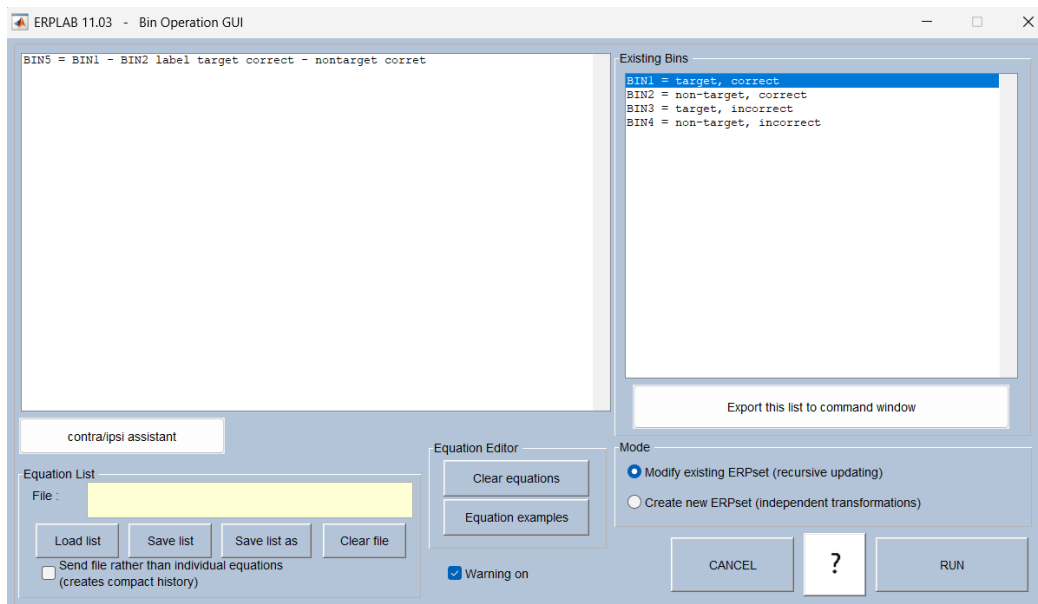 ERPLAB 11.03 - Bin Operation GUI
BIN5 = BIN1 - BIN2 label target correct - nontarget corret
Existing Bins
BIN1 = target, correct
BIN2 = non-target, correct
BIN3 = target, incorrect
BIN4 = non-target, incorrect
Export this list to command window
contra/ipsi assistant
Equation List
File :
Load list
Save list
Save list as
Clear file
Send file rather than individual equations
(creates compact history)
Equation Editor
Clear equations
Equation examples
Warning on
Mode
Modify existing ERPset (recursive updating)
Create new ERPset (independent transformations)
CANCEL
?
RUN